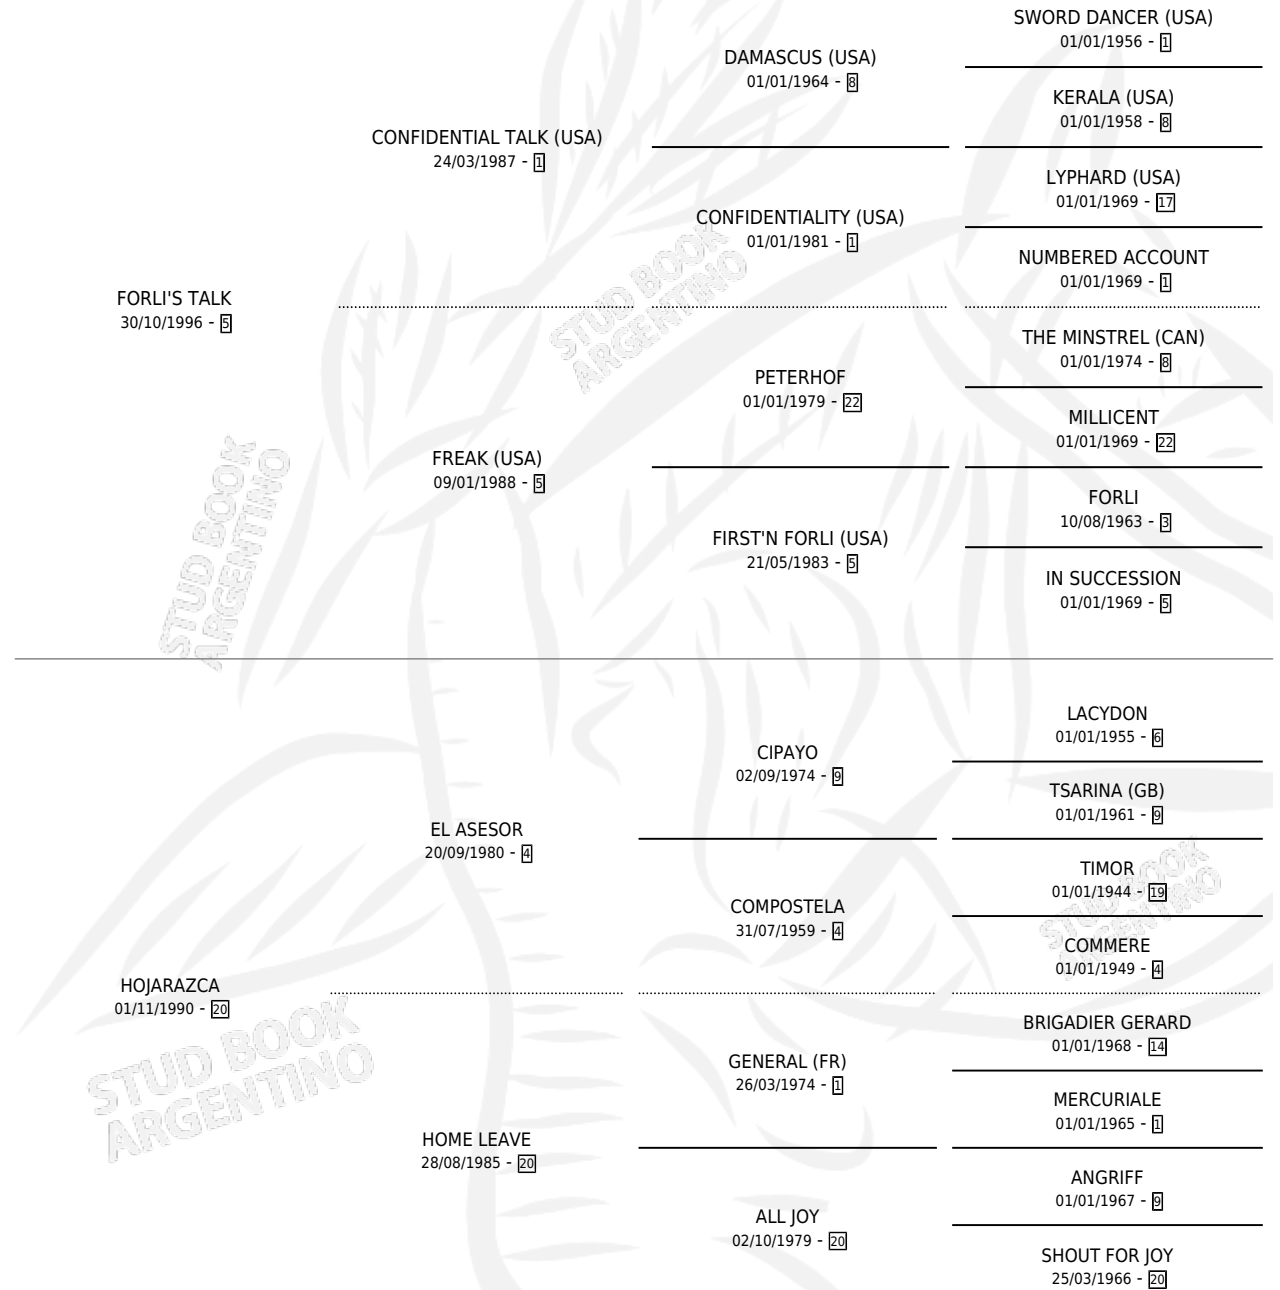 SWORD DANCER (USA)
01/01/1956 - 1
DAMASCUS (USA)
01/01/1964 - 8
KERALA (USA)
01/01/1958 - 8
CONFIDENTIAL TALK (USA)
24/03/1987 - 1
LYPHARD (USA)
01/01/1969 - 17
CONFIDENTIALITY (USA)
01/01/1981 - 1
NUMBERED ACCOUNT
01/01/1969 - 1
FORLI'S TALK
30/10/1996 - 5
THE MINSTREL (CAN)
01/01/1974 - 8
PETERHOF
01/01/1979 - 22
MILLICENT
01/01/1969 - 22
FREAK (USA)
09/01/1988 - 5
FORLI
10/08/1963 - 3
FIRST'N FORLI (USA)
21/05/1983 - 5
IN SUCCESSION
01/01/1969 - 5
LACYDON
01/01/1955 - 6
CIPAYO
02/09/1974 - 9
TSARINA (GB)
01/01/1961 - 9
EL ASESOR
20/09/1980 - 4
TIMOR
01/01/1944 - 19
COMPOSTELA
31/07/1959 - 4
COMMERE
01/01/1949 - 4
HOJARAZCA
01/11/1990 - 20
BRIGADIER GERARD
01/01/1968 - 14
GENERAL (FR)
26/03/1974 - 1
MERCURIALE
01/01/1965 - 1
HOME LEAVE
28/08/1985 - 20
ANGRIFF
01/01/1967 - 9
ALL JOY
02/10/1979 - 20
SHOUT FOR JOY
25/03/1966 - 20
STUD BOOK
ARGENTINO
STUD BOOK
ARGENTINO
STUD BOOK
ARGENTINO
STUD BOOK
ARGENTINO